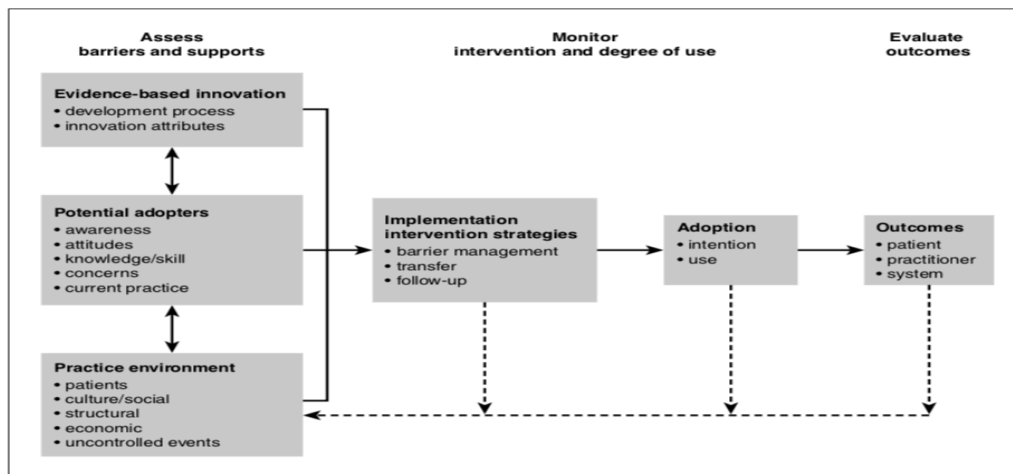 Assess
barriers and supports
Monitor
intervention and degree of use
Evaluate
outcomes
Evidence-based innovation
• development process
• innovation attributes
Potential adopters
• awareness
• attitudes
• knowledge/skill
• concerns
• current practice
Practice environment
• patients
• culture/social
• structural
• economic
• uncontrolled events
Implementation
intervention strategies
• barrier management
• transfer
• follow-up
Adoption
• intention
• use
Outcomes
• patient
• practitioner
• system